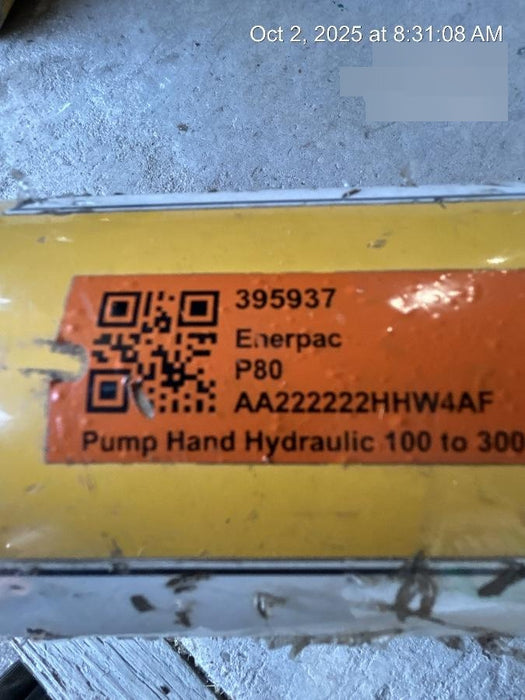 Oct 2, 2025 at 8:31:08 AM
395937
Enerpac
P80
AA222222HHW4AF
Pump Hand Hydraulic 100 to 300